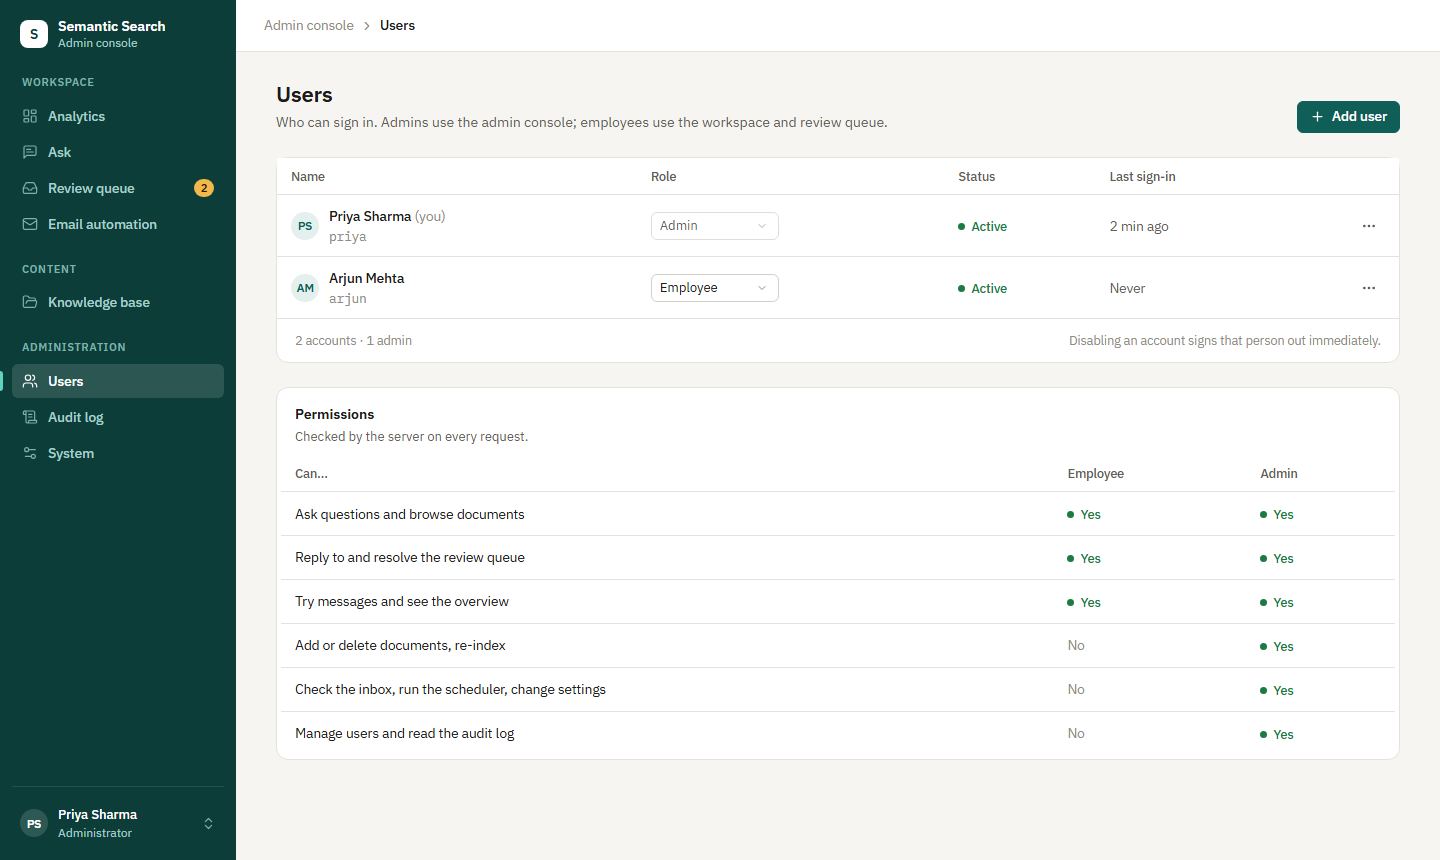 S
Semantic Search
Admin console
WORKSPACE
Analytics
Ask
Review queue 2
Email automation
CONTENT
Knowledge base
ADMINISTRATION
Users
Audit log
System
PS
Priya Sharma
Administrator
Admin console > Users
Users
Who can sign in. Admins use the admin console; employees use the workspace and review queue.
+ Add user
Name Role Status Last sign-in
PS Priya Sharma (you) Admin Active 2 min ago ...
priya
AM Arjun Mehta Employee Active Never ...
arjun
2 accounts · 1 admin Disabling an account signs that person out immediately.
Permissions
Checked by the server on every request.
Can... Employee Admin
Ask questions and browse documents Yes Yes
Reply to and resolve the review queue Yes Yes
Try messages and see the overview Yes Yes
Add or delete documents, re-index No Yes
Check the inbox, run the scheduler, change settings No Yes
Manage users and read the audit log No Yes